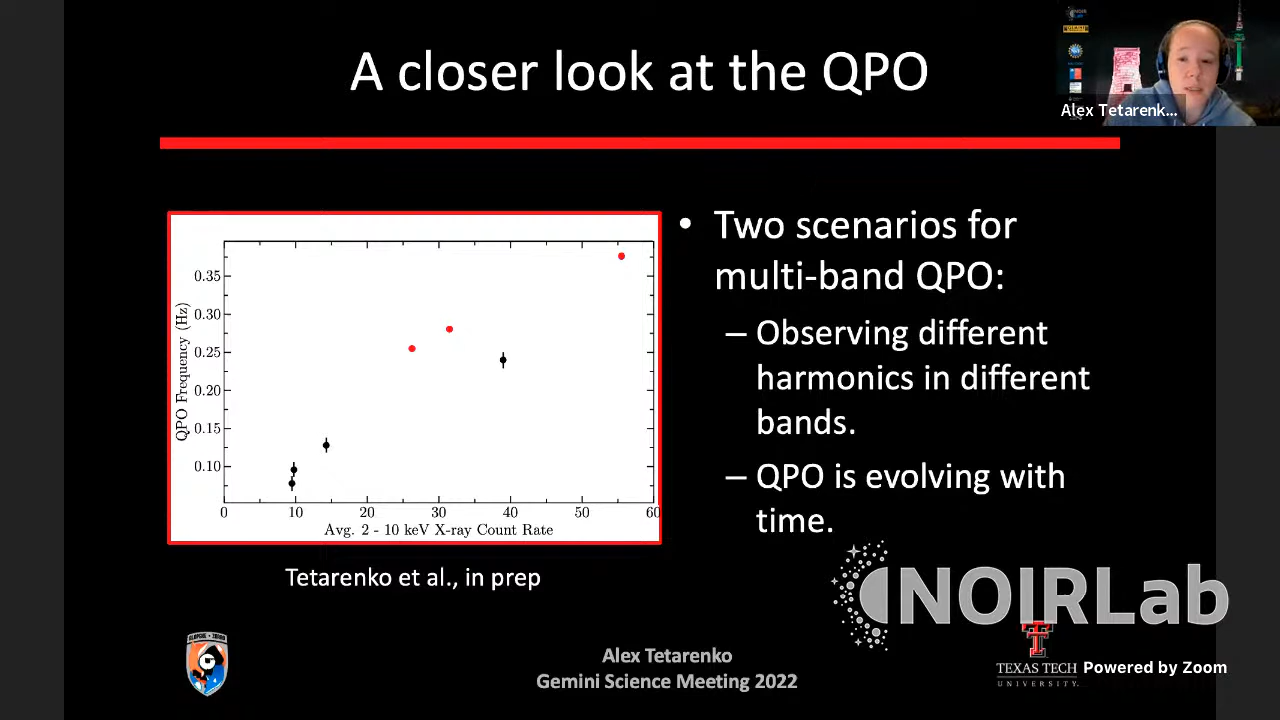 A closer look at the QPO
Alex Tetarenk...
QPO Frequency (Hz)
0.35
0.30
0.25
0.20
0.15
0.10
0
10
20
30
40
50
60
Avg. 2 - 10 keV X-ray Count Rate
Tetarenko et al., in prep
• Two scenarios for
multi-band QPO:
– Observing different
harmonics in different
bands.
– QPO is evolving with
time.
NOIRLab
Alex Tetarenko
Gemini Science Meeting 2022
TEXAS TECH
UNIVERSITY.
Powered by Zoom